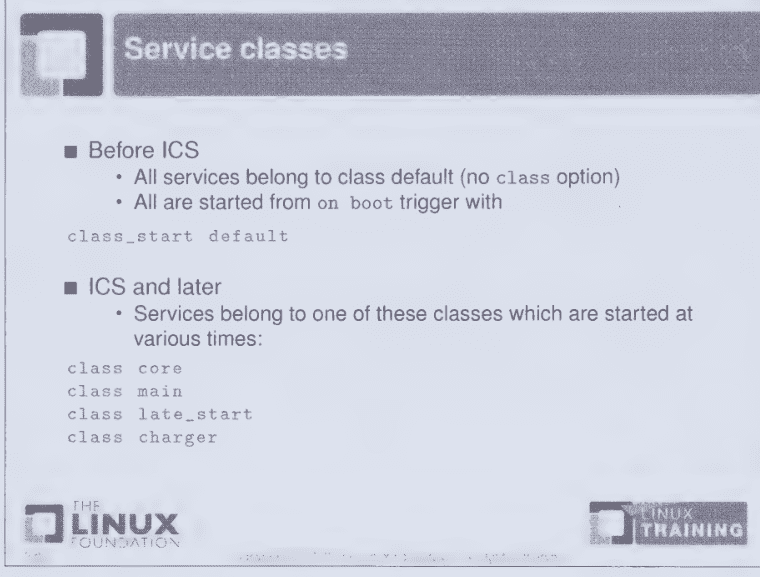 Service classes
■ Before ICS
• All services belong to class default (no class option)
• All are started from on boot trigger with
class_start default
■ ICS and later
• Services belong to one of these classes which are started at
various times:
class core
class main
class late_start
class charger
THE
LINUX
FOUNDATION
LINUX
TRAINING